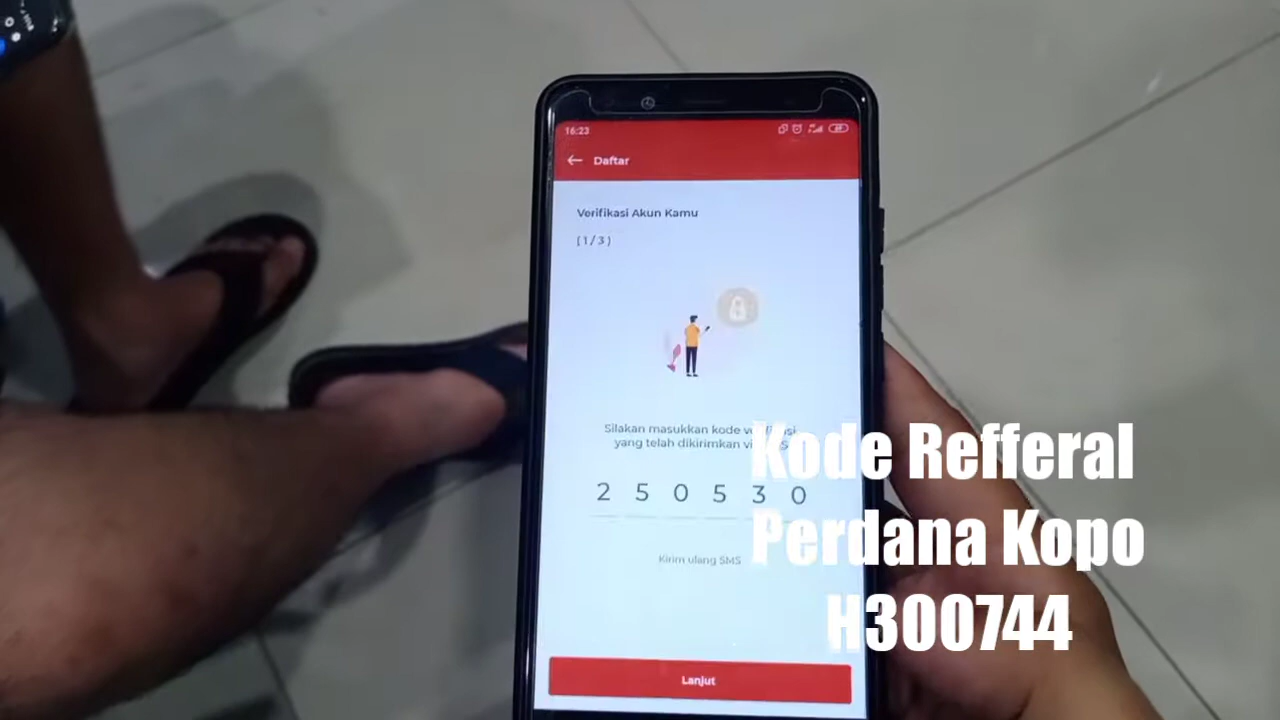 16:23
Daftar
Verifikasi Akun Kamu
(1/3)
Silakan masukkan kode
yang telah dikirimkan
2 5 0 5 3 0
Kirim ulang SMS
Kode Refferal
Perdana Kopo
H300744
Lanjut